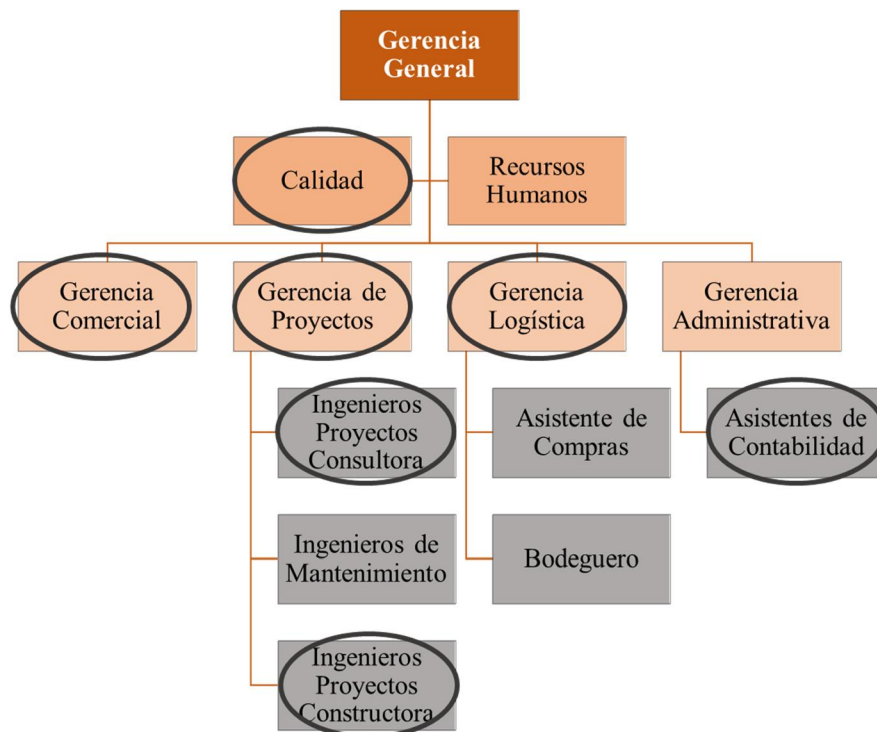 Gerencia
General
Calidad
Recursos
Humanos
Gerencia
Comercial
Gerencia de
Proyectos
Gerencia
Logística
Gerencia
Administrativa
Ingenieros
Proyectos
Consultora
Asistente de
Compras
Asistentes de
Contabilidad
Ingenieros de
Mantenimiento
Bodeguero
Ingenieros
Proyectos
Constructora